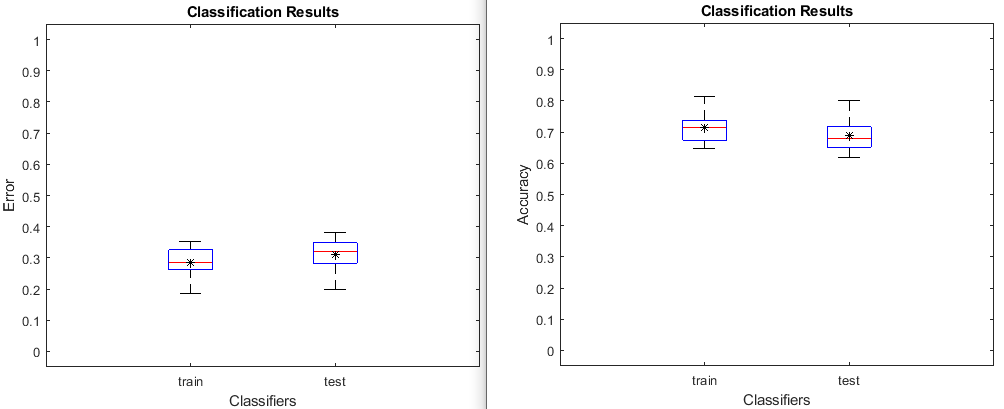 Classification Results
1
0.9
0.8
0.7
0.6
0.5
0.4
0.3
0.2
0.1
0
Error
train test
Classifiers
Classification Results
1
0.9
0.8
0.7
0.6
0.5
0.4
0.3
0.2
0.1
0
Accuracy
train test
Classifiers